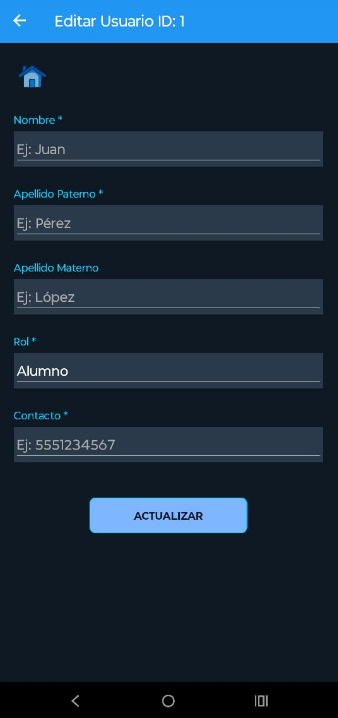 Editar Usuario ID: 1
Nombre *
Ej: Juan
Apellido Paterno *
Ej: Pérez
Apellido Materno
Ej: López
Rol *
Alumno
Contacto *
Ej: 5551234567
ACTUALIZAR